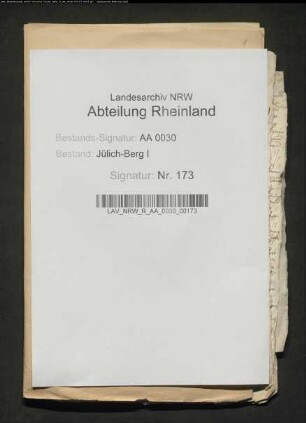 Landesarchiv NRW
Abteilung Rheinland
Bestands-Signatur: AA 0030
Bestand: Jülich-Berg I
Signatur: Nr. 173
LAV_NRW_R_AA_0030_00173